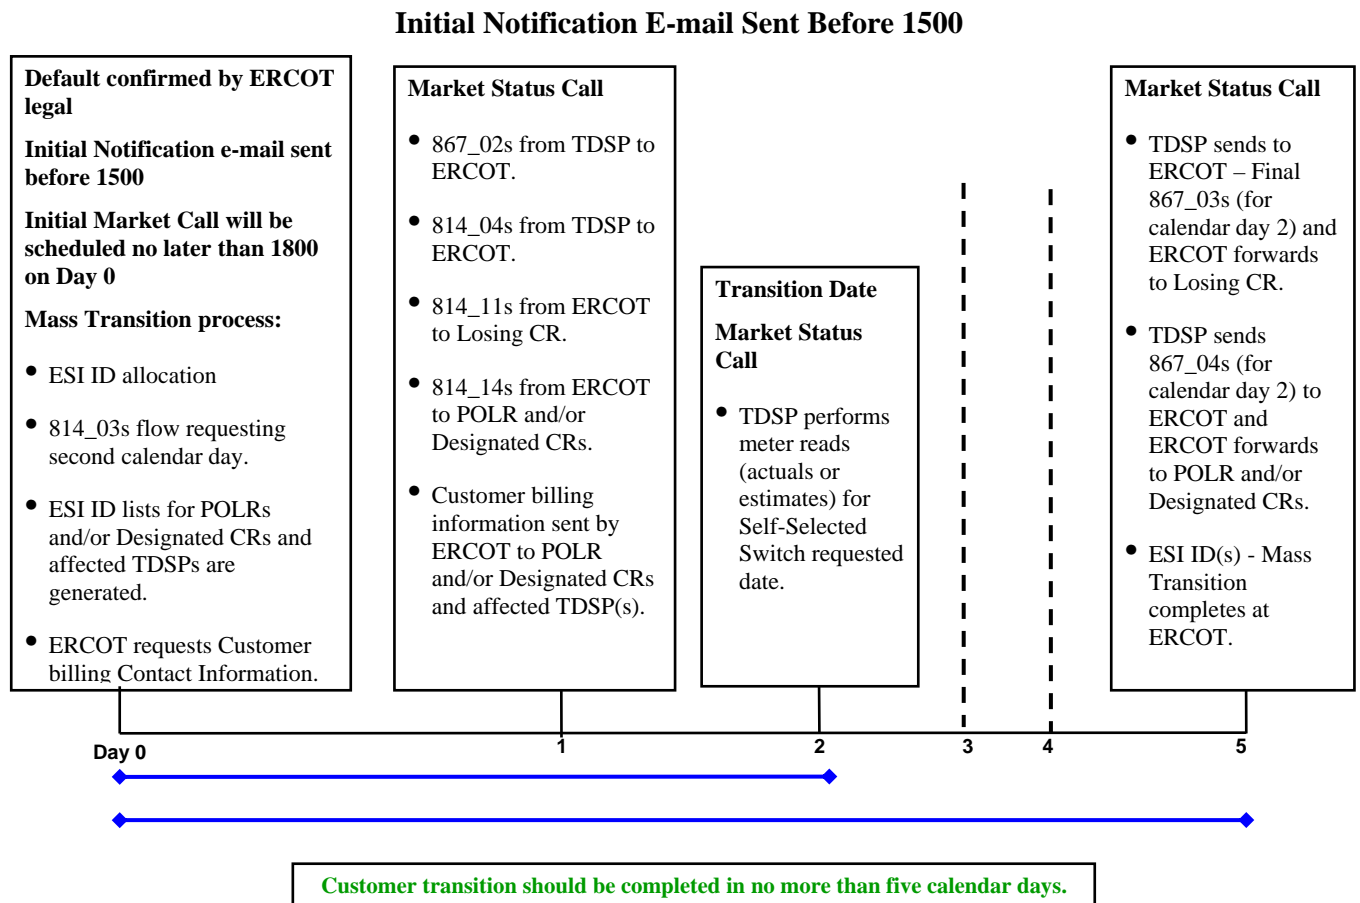 Initial Notification E-mail Sent Before 1500
Default confirmed by ERCOT
legal
Initial Notification e-mail sent
before 1500
Initial Market Call will be
scheduled no later than 1800
on Day 0
Mass Transition process:
• ESI ID allocation
• 814_03s flow requesting
second calendar day.
• ESI ID lists for POLRs
and/or Designated CRs and
affected TDSPs are
generated.
• ERCOT requests Customer
billing Contact Information.
Market Status Call
• 867_02s from TDSP to
ERCOT.
• 814_04s from TDSP to
ERCOT.
• 814_11s from ERCOT
to Losing CR.
• 814_14s from ERCOT
to POLR and/or
Designated CRs.
• Customer billing
information sent by
ERCOT to POLR
and/or Designated CRs
and affected TDSP(s).
Transition Date
Market Status
Call
• TDSP performs
meter reads
(actuals or
estimates) for
Self-Selected
Switch requested
date.
Market Status Call
• TDSP sends to
ERCOT – Final
867_03s (for
calendar day 2) and
ERCOT forwards
to Losing CR.
• TDSP sends
867_04s (for
calendar day 2) to
ERCOT and
ERCOT forwards
to POLR and/or
Designated CRs.
• ESI ID(s) - Mass
Transition
completes at
ERCOT.
Day 0
1
2
3
4
5
Customer transition should be completed in no more than five calendar days.